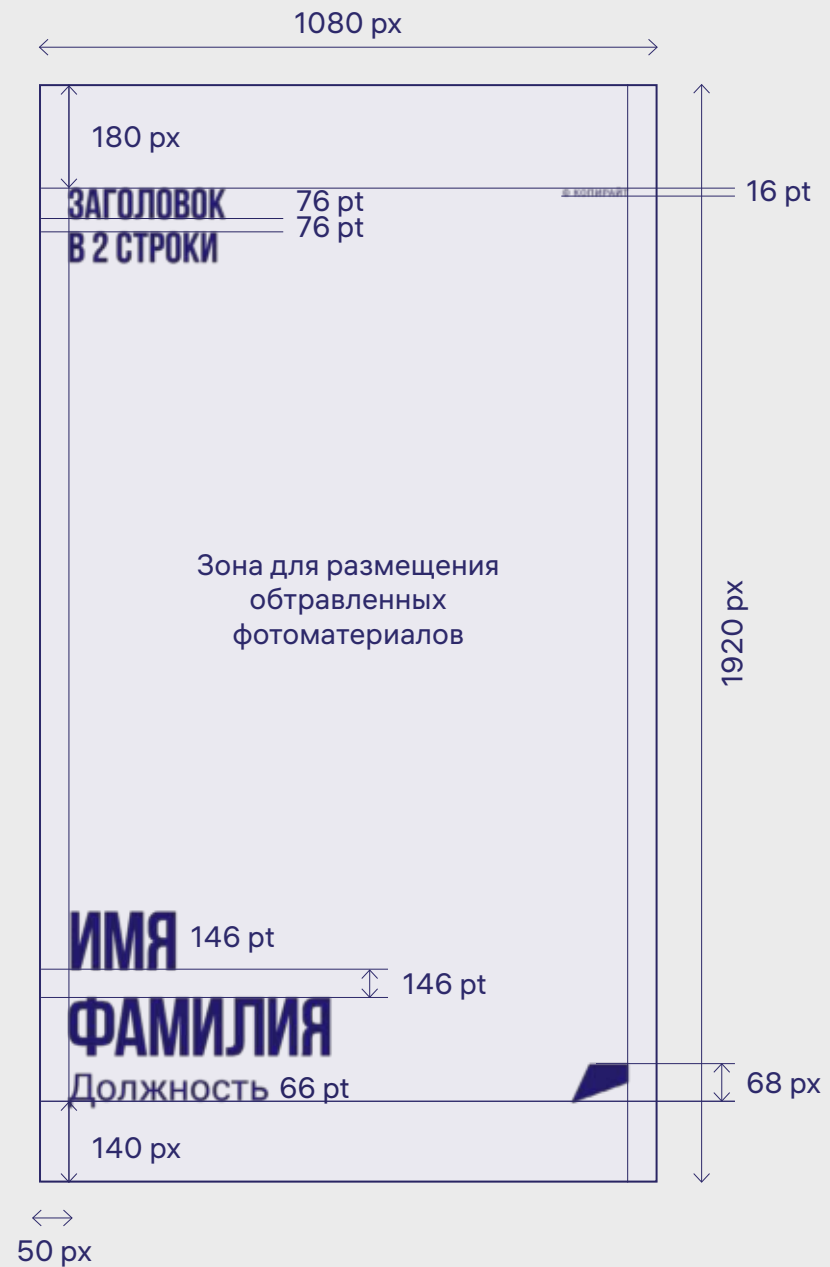 1080 px
180 px
ЗАГОЛОВОК
76 pt
© КОПИРАЙТ
16 pt
76 pt
В 2 СТРОКИ
Зона для размещения
обтравленных
фотоматериалов
1920 px
ИМЯ
146 pt
146 pt
ФАМИЛИЯ
Должность
66 pt
68 px
140 px
50 px